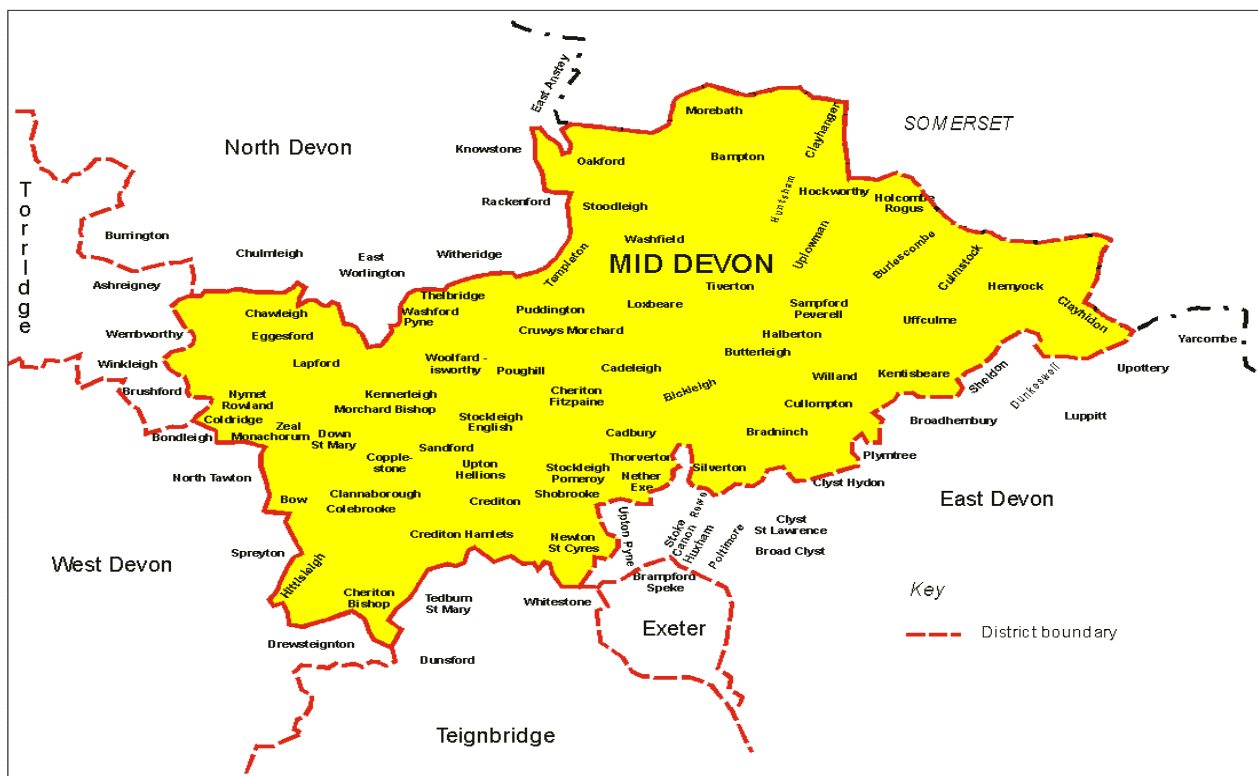 East Anstey
Morebath
Clayhanger
SOMERSET
North Devon
Knowstone
Oakford
Bampton
Torridge
Rackenford
Stoodleigh
Huntsham
Hockworthy
Holcombe
Rogus
Burrington
Chulmleigh
East
Worlington
Witheridge
Templeton
Washfield
MID DEVON
Uplowman
Burlescombe
Culmstock
Ashreigney
Thelbridge
Tiverton
Hemyock
Chawleigh
Washford
Pyne
Puddington
Loxbeare
Sampford
Peverell
Uffculme
Clayhidon
Wembworthy
Eggesford
Cruwys Morchard
Halberton
Yarcombe
Winkleigh
Lapford
Woolfard -
isworthy
Poughill
Cadeleigh
Butterleigh
Willand
Kentisbeare
Sheldon
Dunkeswell
Upottery
Brushford
Nymet
Rowland
Kennerleigh
Morchard Bishop
Cheriton
Fitzpaine
Bickleigh
Cullompton
Broadhembury
Luppitt
Coldridge
Zeal
Monachorum
Down
St Mary
Stockleigh
English
Cadbury
Bradninch
Bondleigh
Sandford
Copple-
stone
Upton
Hellions
Stockleigh
Pomeroy
Thorverton
Nether
Exe
Silverton
Plymtree
North Tawton
Clyst Hydon
Bow
Clannaborough
Colebrooke
Crediton
Shobrooke
East Devon
Upton Pyne
Stoke
Canon
Rewe
Huxham
Poltimore
Clyst
St Lawrence
Broad Clyst
West Devon
Spreyton
Crediton Hamlets
Newton
St Cyres
Hittisleigh
Cheriton
Bishop
Tedburn
St Mary
Whitestone
Brampford
Speke
Key
Exeter
District boundary
Drewsteignton
Dunsford
Teignbridge